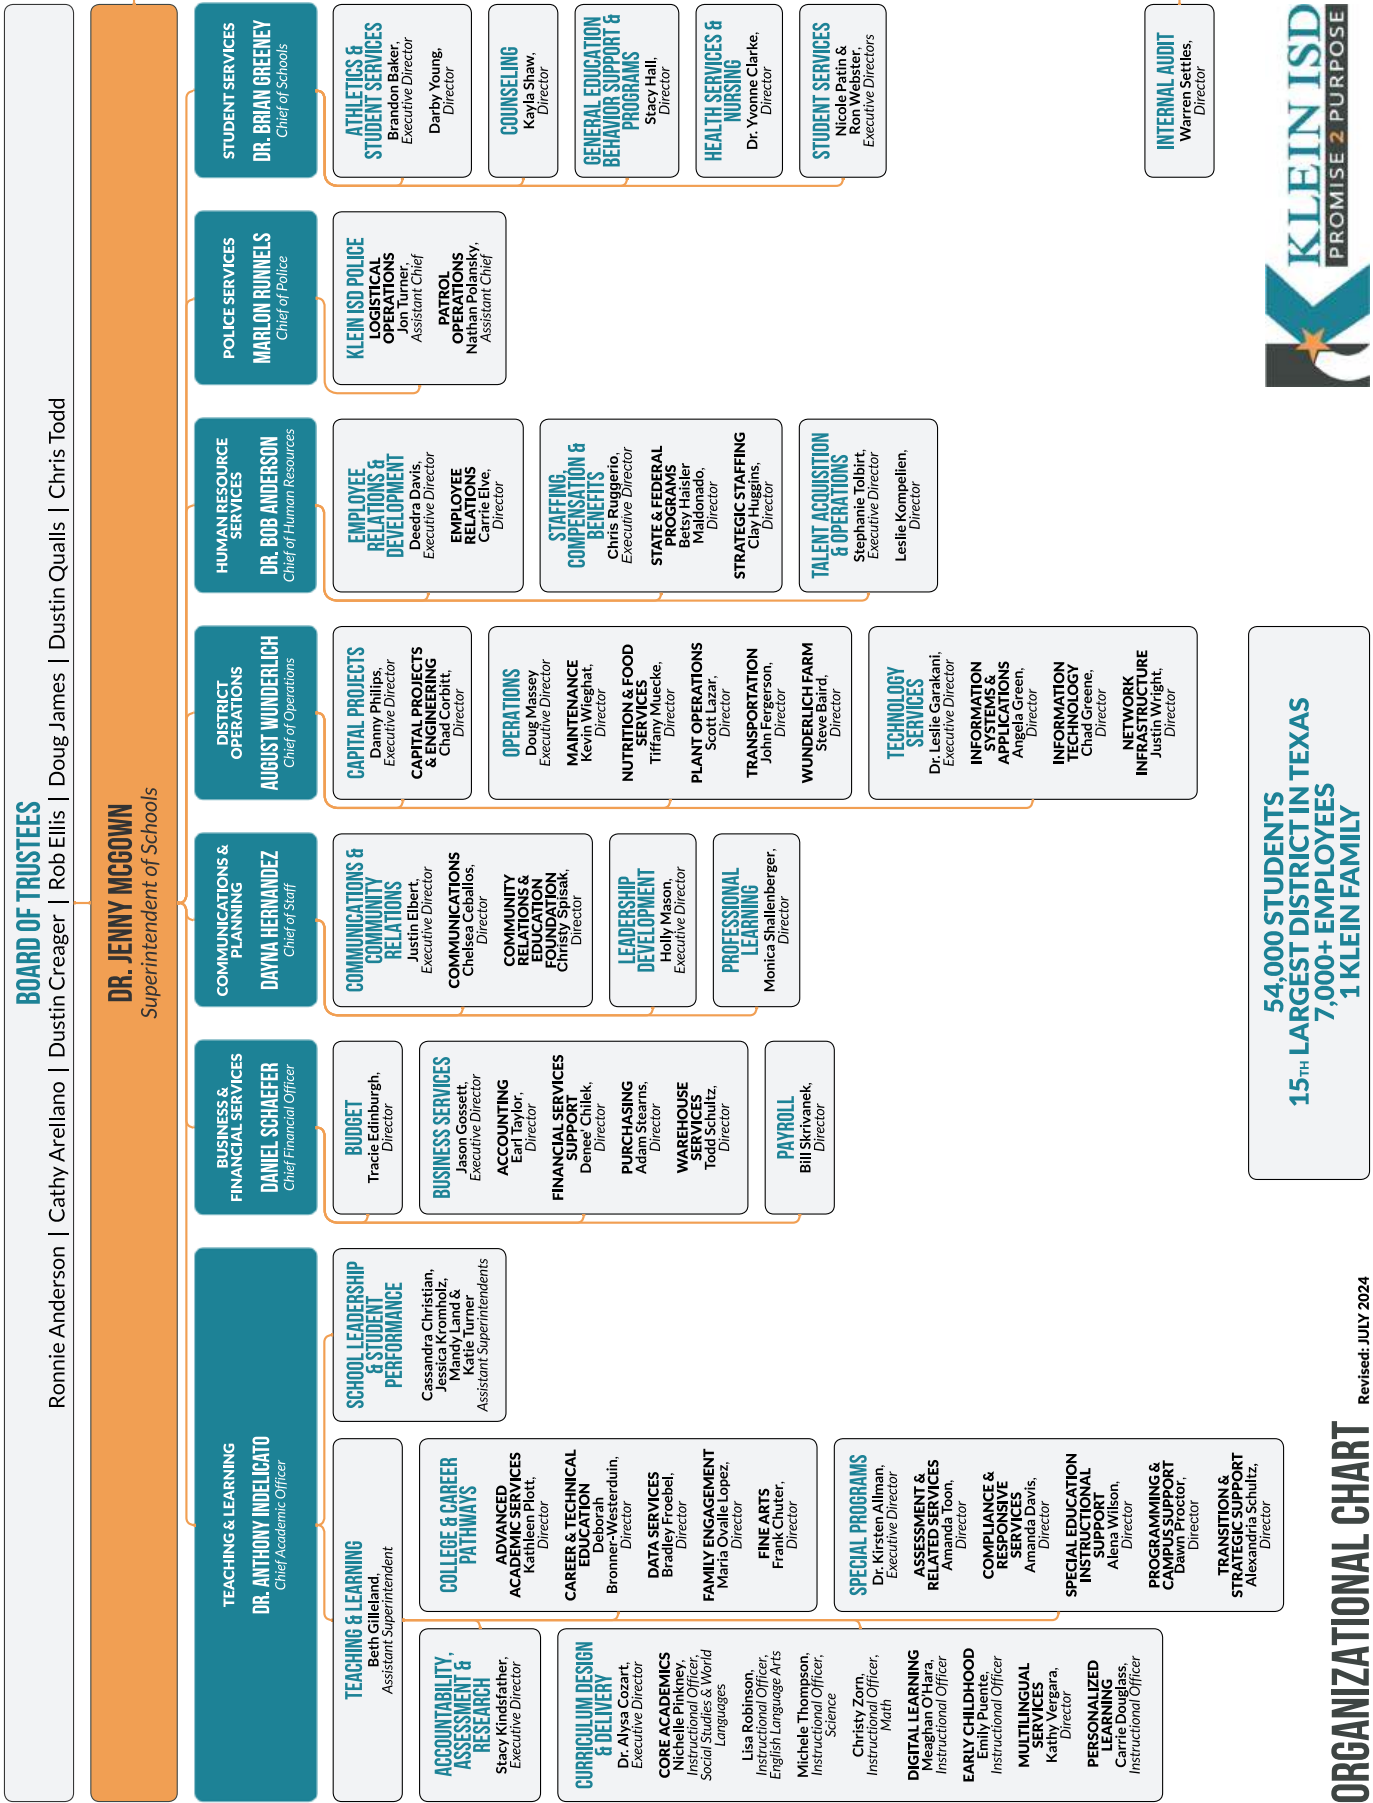 BOARD OF TRUSTEES
Ronnie Anderson | Cathy Arellano | Dustin Creager | Rob Ellis | Doug James | Dustin Qualls | Chris Todd
DR. JENNY MCGOWN
Superintendent of Schools
TEACHING & LEARNING
DR. ANTHONY INDELICATO
Chief Academic Officer
TEACHING & LEARNING
Beth Gilleland,
Assistant Superintendent
ACCOUNTABILITY,
ASSESSMENT &
RESEARCH
Stacy Kindsfather,
Executive Director
CURRICULUM DESIGN
& DELIVERY
Dr. Alysa Cozart,
Executive Director
CORE ACADEMICS
Nichelle Pinkney,
Instructional Officer,
Social Studies & World
Languages
Lisa Robinson,
Instructional Officer,
English Language Arts
Michele Thompson,
Instructional Officer,
Science
Christy Zorn,
Instructional Officer,
Math
DIGITAL LEARNING
Meaghan O'Hara,
Instructional Officer
EARLY CHILDHOOD
Emily Puente,
Instructional Officer
MULTILINGUAL
SERVICES
Kathy Vergara,
Director
PERSONALIZED
LEARNING
Carrie Douglass,
Instructional Officer
COLLEGE & CAREER
PATHWAYS
ADVANCED
ACADEMIC SERVICES
Kathleen Plott,
Director
CAREER & TECHNICAL
EDUCATION
Deborah
Bronner-Westerduin,
Director
DATA SERVICES
Bradley Froebel,
Director
FAMILY ENGAGEMENT
Maria Ovalle Lopez,
Director
FINE ARTS
Frank Chuter,
Director
SPECIAL PROGRAMS
Dr. Kirsten Allman,
Executive Director
ASSESSMENT &
RELATED SERVICES
Amanda Toon,
Director
COMPLIANCE &
RESPONSIVE
SERVICES
Amanda Davis,
Director
SPECIAL EDUCATION
INSTRUCTIONAL
SUPPORT
Alena Wilson,
Director
PROGRAMING &
CAMPUS SUPPORT
Dawn Proctor,
Director
TRANSITION &
STRATEGIC SUPPORT
Alexandria Schultz,
Director
SCHOOL LEADERSHIP
& STUDENT
PERFORMANCE
Cassandra Christian,
Jessica Kromholz,
Mandy Land &
Katie Turner
Assistant Superintendents
BUSINESS &
FINANCIAL SERVICES
DANIEL SCHAEFER
Chief Financial Officer
BUDGET
Tracie Edinburgh,
Director
BUSINESS SERVICES
Jason Gossett,
Executive Director
ACCOUNTING
Earl Taylor,
Director
FINANCIAL SERVICES
SUPPORT
Denee' Chilek,
Director
PURCHASING
Adam Stearns,
Director
WAREHOUSE
SERVICES
Todd Schultz,
Director
PAYROLL
Bill Skrivanek,
Director
COMMUNICATIONS &
PLANNING
DAYNA HERNANDEZ
Chief of Staff
COMMUNICATIONS &
COMMUNITY
RELATIONS
Justin Elbert,
Executive Director
COMMUNICATIONS
Chelsea Ceballos,
Director
COMMUNITY
RELATIONS &
EDUCATION
FOUNDATION
Christy Spisak,
Director
LEADERSHIP
DEVELOPMENT
Holly Mason,
Executive Director
PROFESSIONAL
LEARNING
Monica Shallenberger,
Director
DISTRICT
OPERATIONS
AUGUST WUNDERLICH
Chief of Operations
CAPITAL PROJECTS
Danny Philips,
Executive Director
CAPITAL PROJECTS
& ENGINEERING
Chad Corbitt,
Director
OPERATIONS
Doug Massey
Executive Director
MAINTENANCE
Kevin Wieghat,
Director
NUTRITION & FOOD
SERVICES
Tiffany Muecke,
Director
PLANT OPERATIONS
Scott Lazar,
Director
TRANSPORTATION
John Fergerson,
Director
WUNDERLICH FARM
Steve Baird,
Director
TECHNOLOGY
SERVICES
Dr. Leslie Garakani,
Executive Director
INFORMATION
SYSTEMS &
APPLICATIONS
Angela Green,
Director
INFORMATION
TECHNOLOGY
Chad Greene,
Director
NETWORK
INFRASTRUCTURE
Justin Wright,
Director
HUMAN RESOURCE
SERVICES
DR. BOB ANDERSON
Chief of Human Resources
EMPLOYEE
RELATIONS &
DEVELOPMENT
Deedra Davis,
Executive Director
EMPLOYEE
RELATIONS
Carrie Elve,
Director
STAFFING,
COMPENSATION &
BENEFITS
Chris Ruggerio,
Executive Director
STATE & FEDERAL
PROGRAMS
Betsy Haisler
Maldonado,
Director
STRATEGIC STAFFING
Clay Huggins,
Director
TALENT ACQUISITION
& OPERATIONS
Stephanie Tolbirt,
Executive Director
Leslie Kompelien,
Director
POLICE SERVICES
MARLON RUNNELS
Chief of Police
KLEIN ISD POLICE
LOGISTICAL
OPERATIONS
Jon Turner,
Assistant Chief
PATROL
OPERATIONS
Nathan Polansky,
Assistant Chief
STUDENT SERVICES
DR. BRIAN GREENEY
Chief of Schools
ATHLETICS &
STUDENT SERVICES
Brandon Baker,
Executive Director
Darby Young,
Director
COUNSELING
Kayla Shaw,
Director
GENERAL EDUCATION
BEHAVIOR SUPPORT &
PROGRAMS
Stacy Hall,
Director
HEALTH SERVICES &
NURSING
Dr. Yvonne Clarke,
Director
STUDENT SERVICES
Nicole Patin &
Ron Webster,
Executive Directors
INTERNAL AUDIT
Warren Settles,
Director
ORGANIZATIONAL CHART
Revised: JULY 2024
54,000 STUDENTS
15TH LARGEST DISTRICT IN TEXAS
7,000+ EMPLOYEES
1 KLEIN FAMILY
KLEIN ISD
PROMISE 2 PURPOSE